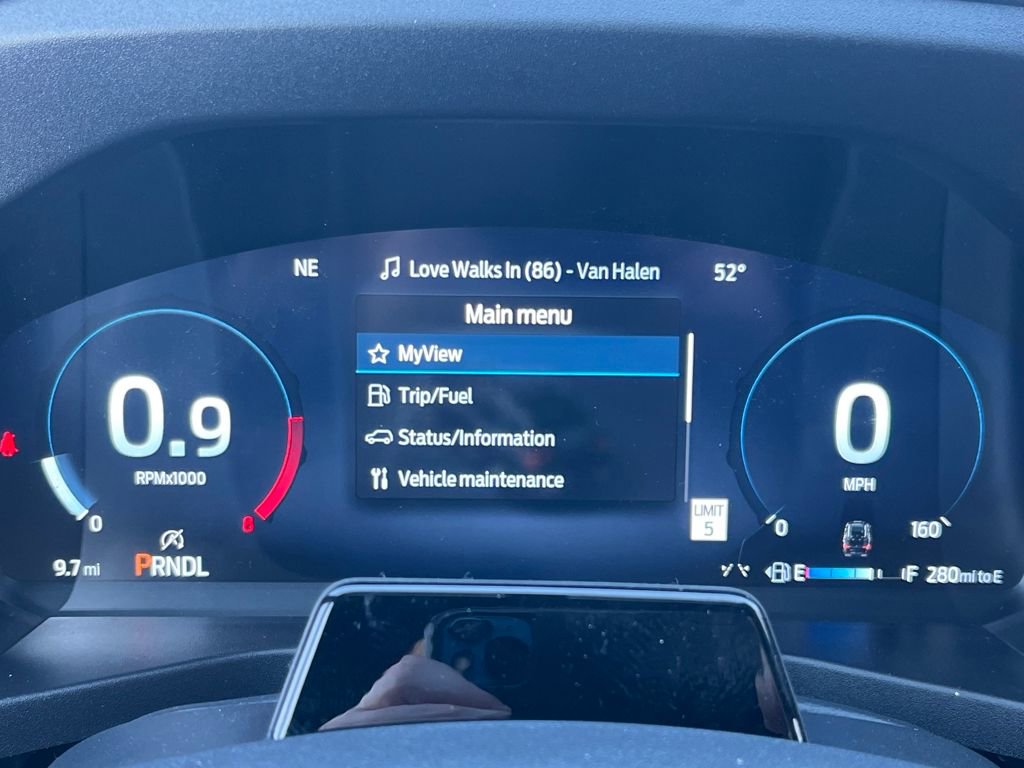 NE
Love Walks In (86) - Van Halen
52°
Main menu
MyView
Trip/Fuel
Status/Information
Vehicle maintenance
0.9
RPMx1000
0
8
9.7 mi
PRNDL
LIMIT
5
0
MPH
0
160
E
F
280 mi to E